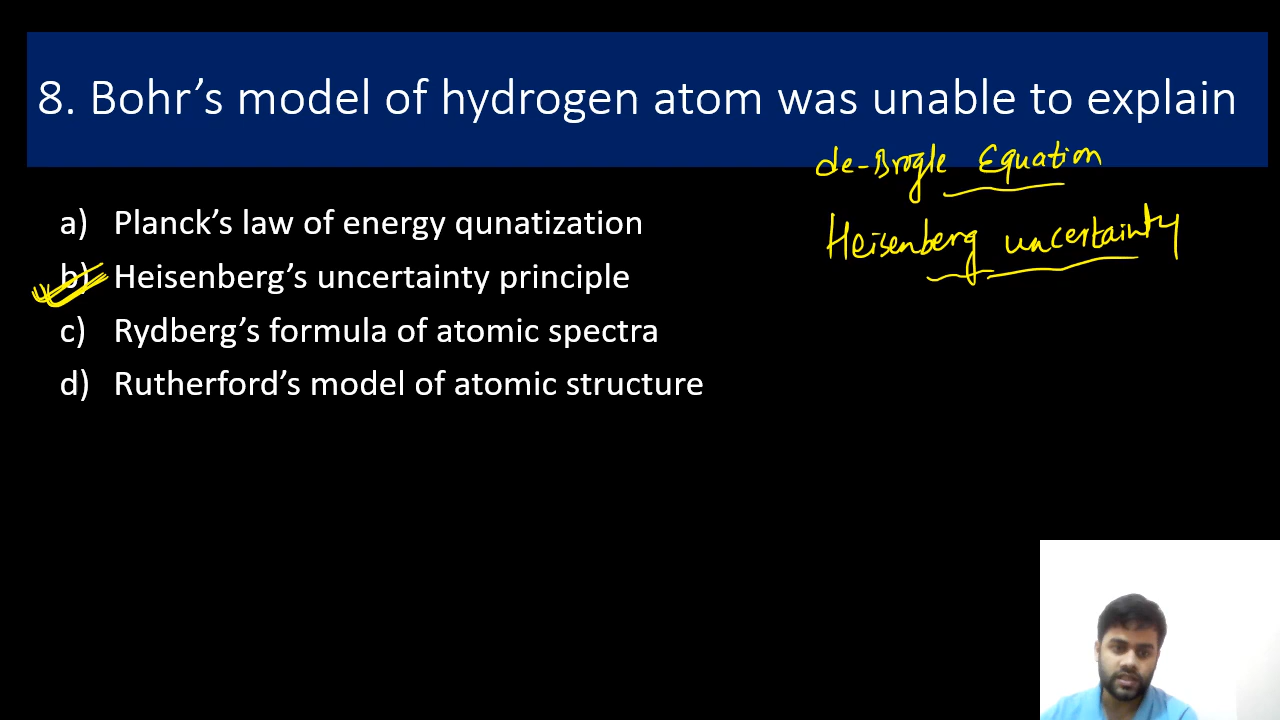 8. Bohr’s model of hydrogen atom was unable to explain
de-Brogle Equation
Heisenberg uncertainty
a) Planck’s law of energy qunatization
b) Heisenberg’s uncertainty principle
c) Rydberg’s formula of atomic spectra
d) Rutherford’s model of atomic structure